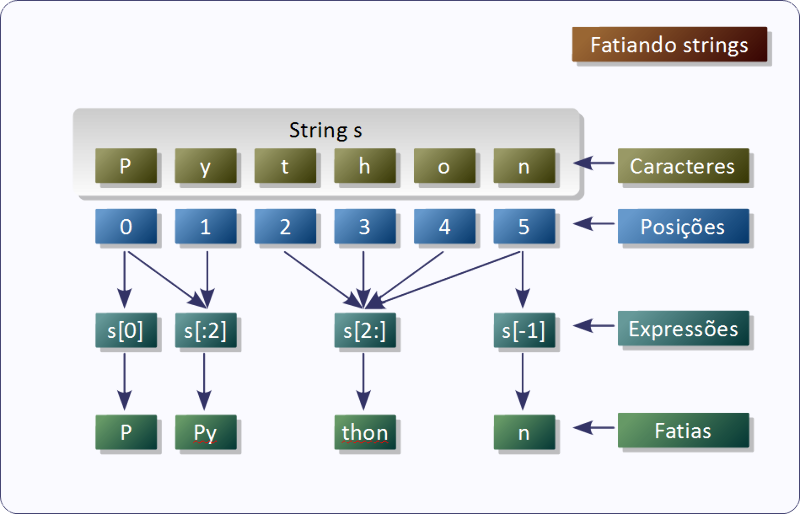 Fatiando strings
String s
P y t h o n Caracteres
0 1 2 3 4 5 Posições
s[0] s[:2] s[2:] s[-1] Expressões
P Py thon n Fatias